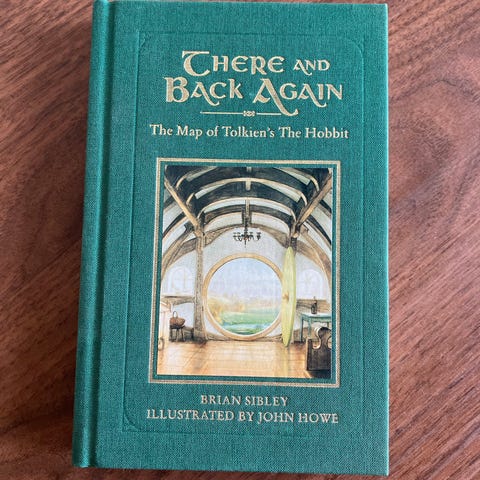 THERE AND
BACK AGAIN
The Map of Tolkien's The Hobbit
BRIAN SIBLEY
ILLUSTRATED BY JOHN HOWE